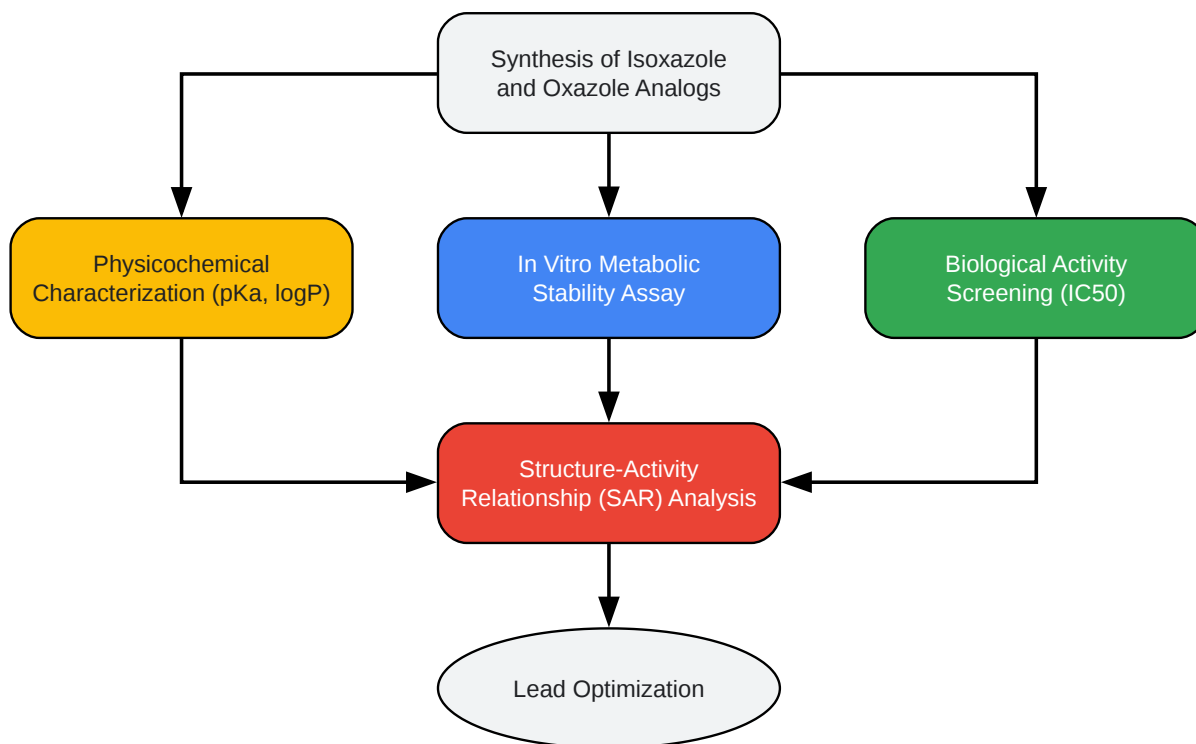 Synthesis of Isoxazole
and Oxazole Analogs
Physicochemical
Characterization (pKa, logP)
In Vitro Metabolic
Stability Assay
Biological Activity
Screening (IC50)
Structure-Activity
Relationship (SAR) Analysis
Lead Optimization